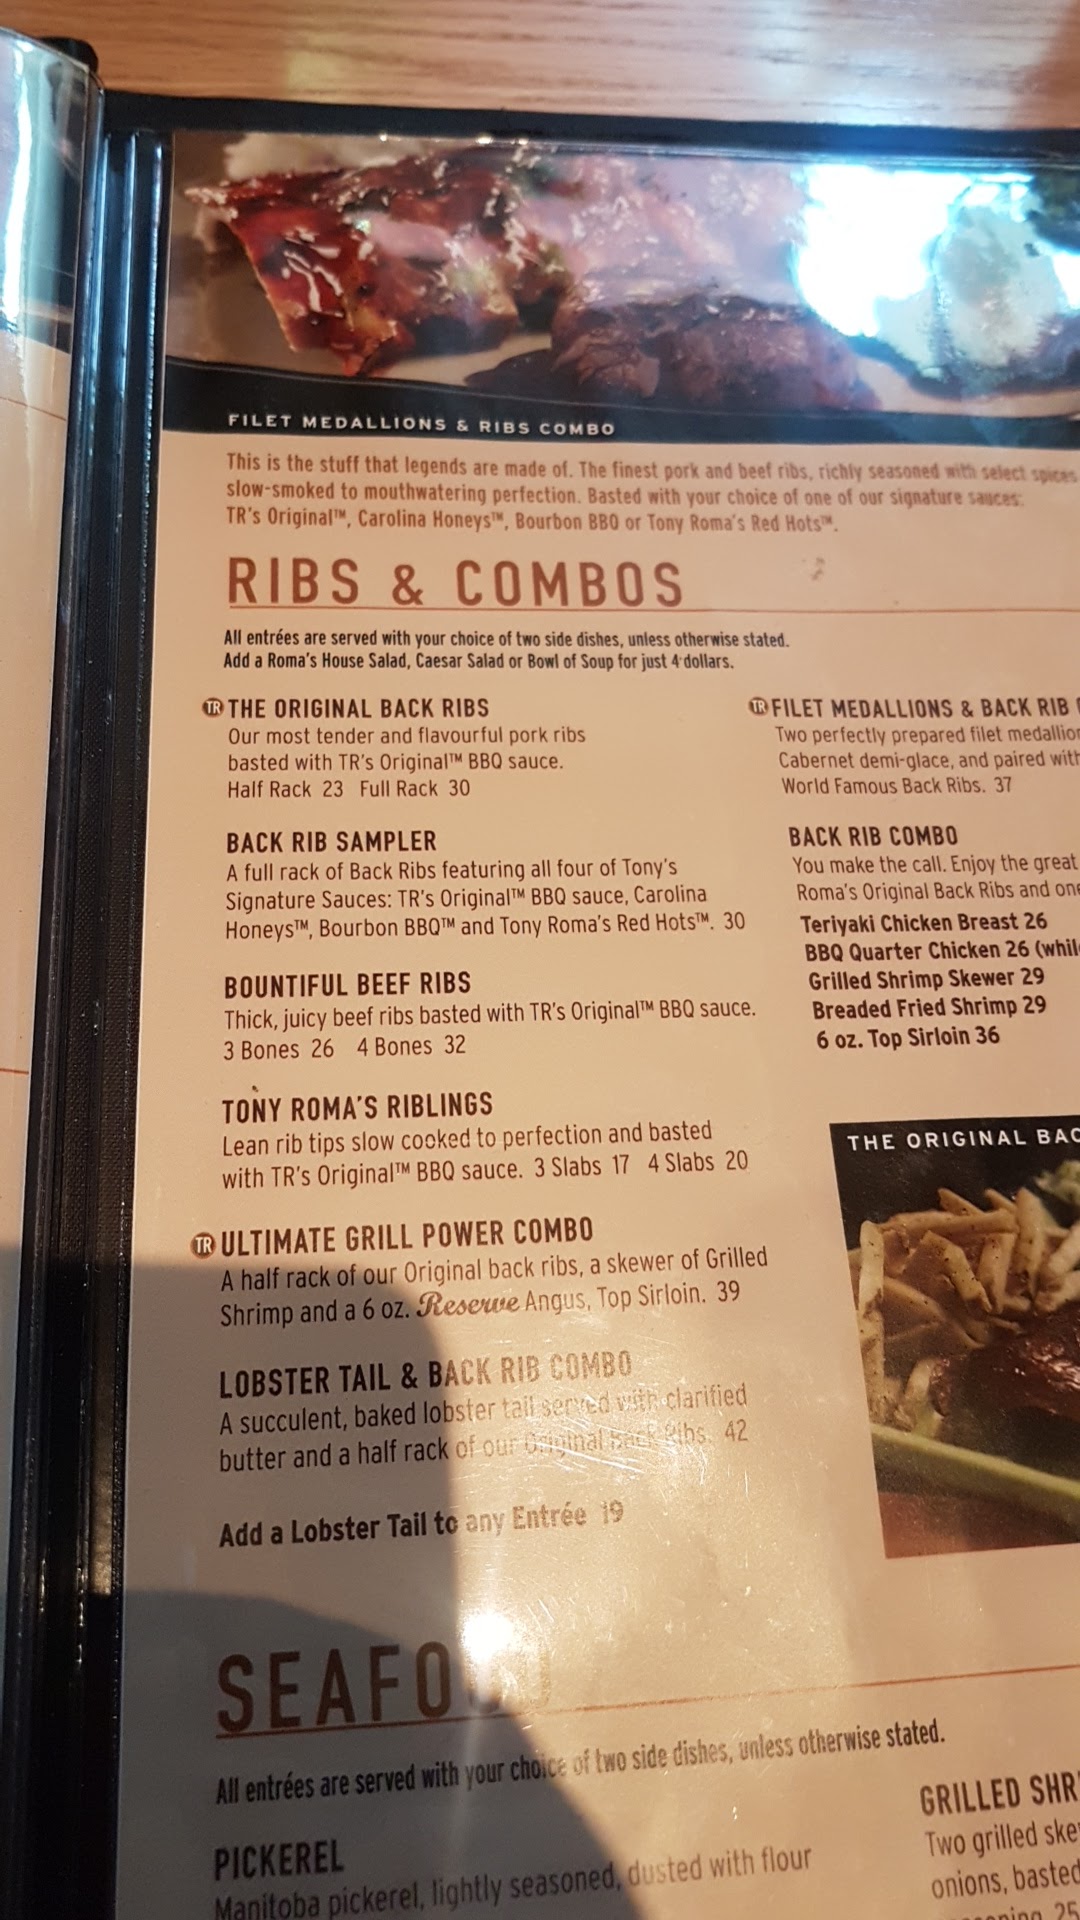 FILET MEDALLIONS & RIBS COMBO
This is the stuff that legends are made of. The finest pork and beef ribs, richly seasoned with select spices
slow-smoked to mouthwatering perfection. Basted with your choice of one of our signature sauces:
TR's Original™, Carolina Honeys™, Bourbon BBQ or Tony Roma's Red Hots™.
RIBS & COMBOS
All entrées are served with your choice of two side dishes, unless otherwise stated.
Add a Roma's House Salad, Caesar Salad or Bowl of Soup for just 4 dollars.
TR THE ORIGINAL BACK RIBS
Our most tender and flavourful pork ribs
basted with TR's Original™ BBQ sauce.
Half Rack 23 Full Rack 30
BACK RIB SAMPLER
A full rack of Back Ribs featuring all four of Tony's
Signature Sauces: TR's Original™ BBQ sauce, Carolina
Honeys™, Bourbon BBQ™ and Tony Roma's Red Hots™. 30
BOUNTIFUL BEEF RIBS
Thick, juicy beef ribs basted with TR's Original™ BBQ sauce.
3 Bones 26 4 Bones 32
TONY ROMA'S RIBLINGS
Lean rib tips slow cooked to perfection and basted
with TR's Original™ BBQ sauce. 3 Slabs 17 4 Slabs 20
TR ULTIMATE GRILL POWER COMBO
A half rack of our Original back ribs, a skewer of Grilled
Shrimp and a 6 oz. Reserve Angus, Top Sirloin. 39
LOBSTER TAIL & BACK RIB COMBO
A succulent, baked lobster tail served with clarified
butter and a half rack of our Original Back Ribs. 42
Add a Lobster Tail to any Entrée 19
TR FILET MEDALLIONS & BACK RIB
Two perfectly prepared filet medallion
Cabernet demi-glace, and paired with
World Famous Back Ribs. 37
BACK RIB COMBO
You make the call. Enjoy the great
Roma's Original Back Ribs and one
Teriyaki Chicken Breast 26
BBQ Quarter Chicken 26 (whil
Grilled Shrimp Skewer 29
Breaded Fried Shrimp 29
6 oz. Top Sirloin 36
THE ORIGINAL BAC
SEAFOOD
All entrées are served with your choice of two side dishes, unless otherwise stated.
PICKEREL
Manitoba pickerel, lightly seasoned, dusted with flour
GRILLED SHR
Two grilled ske
onions, basted
25